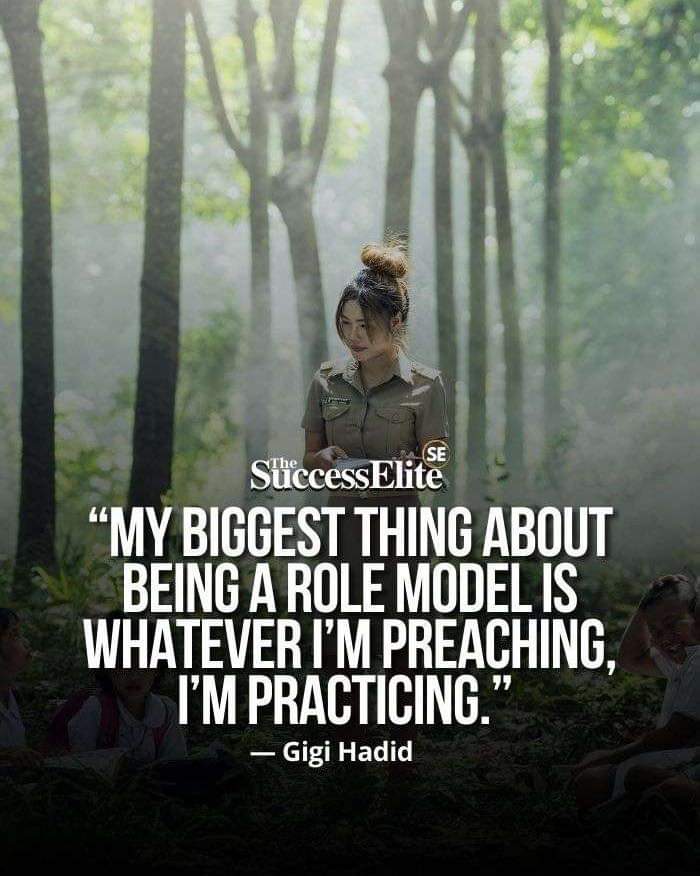 The
SuccessElite
SE
“MY BIGGEST THING ABOUT
BEING A ROLE MODEL IS
WHATEVER I’M PREACHING,
I’M PRACTICING.”
— Gigi Hadid